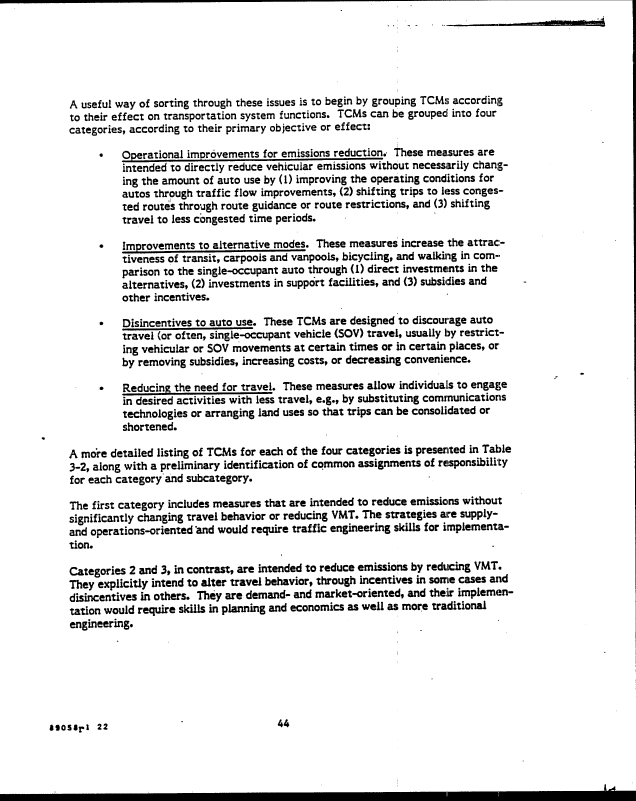 A useful way of sorting through these issues is to begin by grouping TCMs according
to their effect on transportation system functions. TCMs can be grouped into four
categories, according to their primary objective or effect:
• Operational improvements for emissions reduction. These measures are
intended to directly reduce vehicular emissions without necessarily chang-
ing the amount of auto use by (1) improving the operating conditions for
autos through traffic flow improvements, (2) shifting trips to less conges-
ted routes through route guidance or route restrictions, and (3) shifting
travel to less congested time periods.
• Improvements to alternative modes. These measures increase the attrac-
tiveness of transit, carpools and vanpools, bicycling, and walking in com-
parison to the single-occupant auto through (1) direct investments in the
alternatives, (2) investments in support facilities, and (3) subsidies and
other incentives.
• Disincentives to auto use. These TCMs are designed to discourage auto
travel (or often, single-occupant vehicle (SOV) travel, usually by restrict-
ing vehicular or SOV movements at certain times or in certain places, or
by removing subsidies, increasing costs, or decreasing convenience.
• Reducing the need for travel. These measures allow individuals to engage
in desired activities with less travel, e.g., by substituting communications
technologies or arranging land uses so that trips can be consolidated or
shortened.
A more detailed listing of TCMs for each of the four categories is presented in Table
3-2, along with a preliminary identification of common assignments of responsibility
for each category and subcategory.
The first category includes measures that are intended to reduce emissions without
significantly changing travel behavior or reducing VMT. The strategies are supply-
and operations-oriented and would require traffic engineering skills for implementa-
tion.
Categories 2 and 3, in contrast, are intended to reduce emissions by reducing VMT.
They explicitly intend to alter travel behavior, through incentives in some cases and
disincentives in others. They are demand- and market-oriented, and their implemen-
tation would require skills in planning and economics as well as more traditional
engineering.
89058r1 22
44